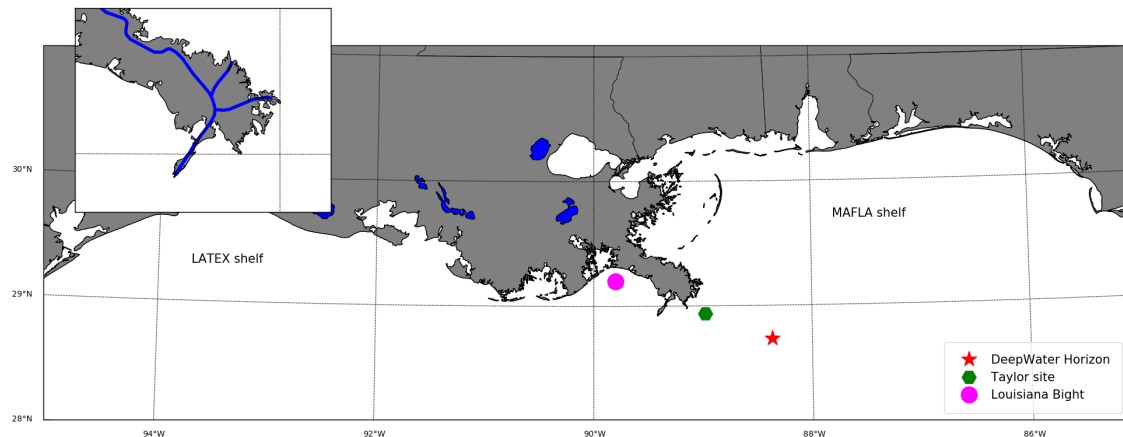 30°N
MAFLA shelf
LATEX shelf
29°N
DeepWater Horizon
Taylor site
Louisiana Bight
28°N
94°W
92°W
90°W
88°W
86°W